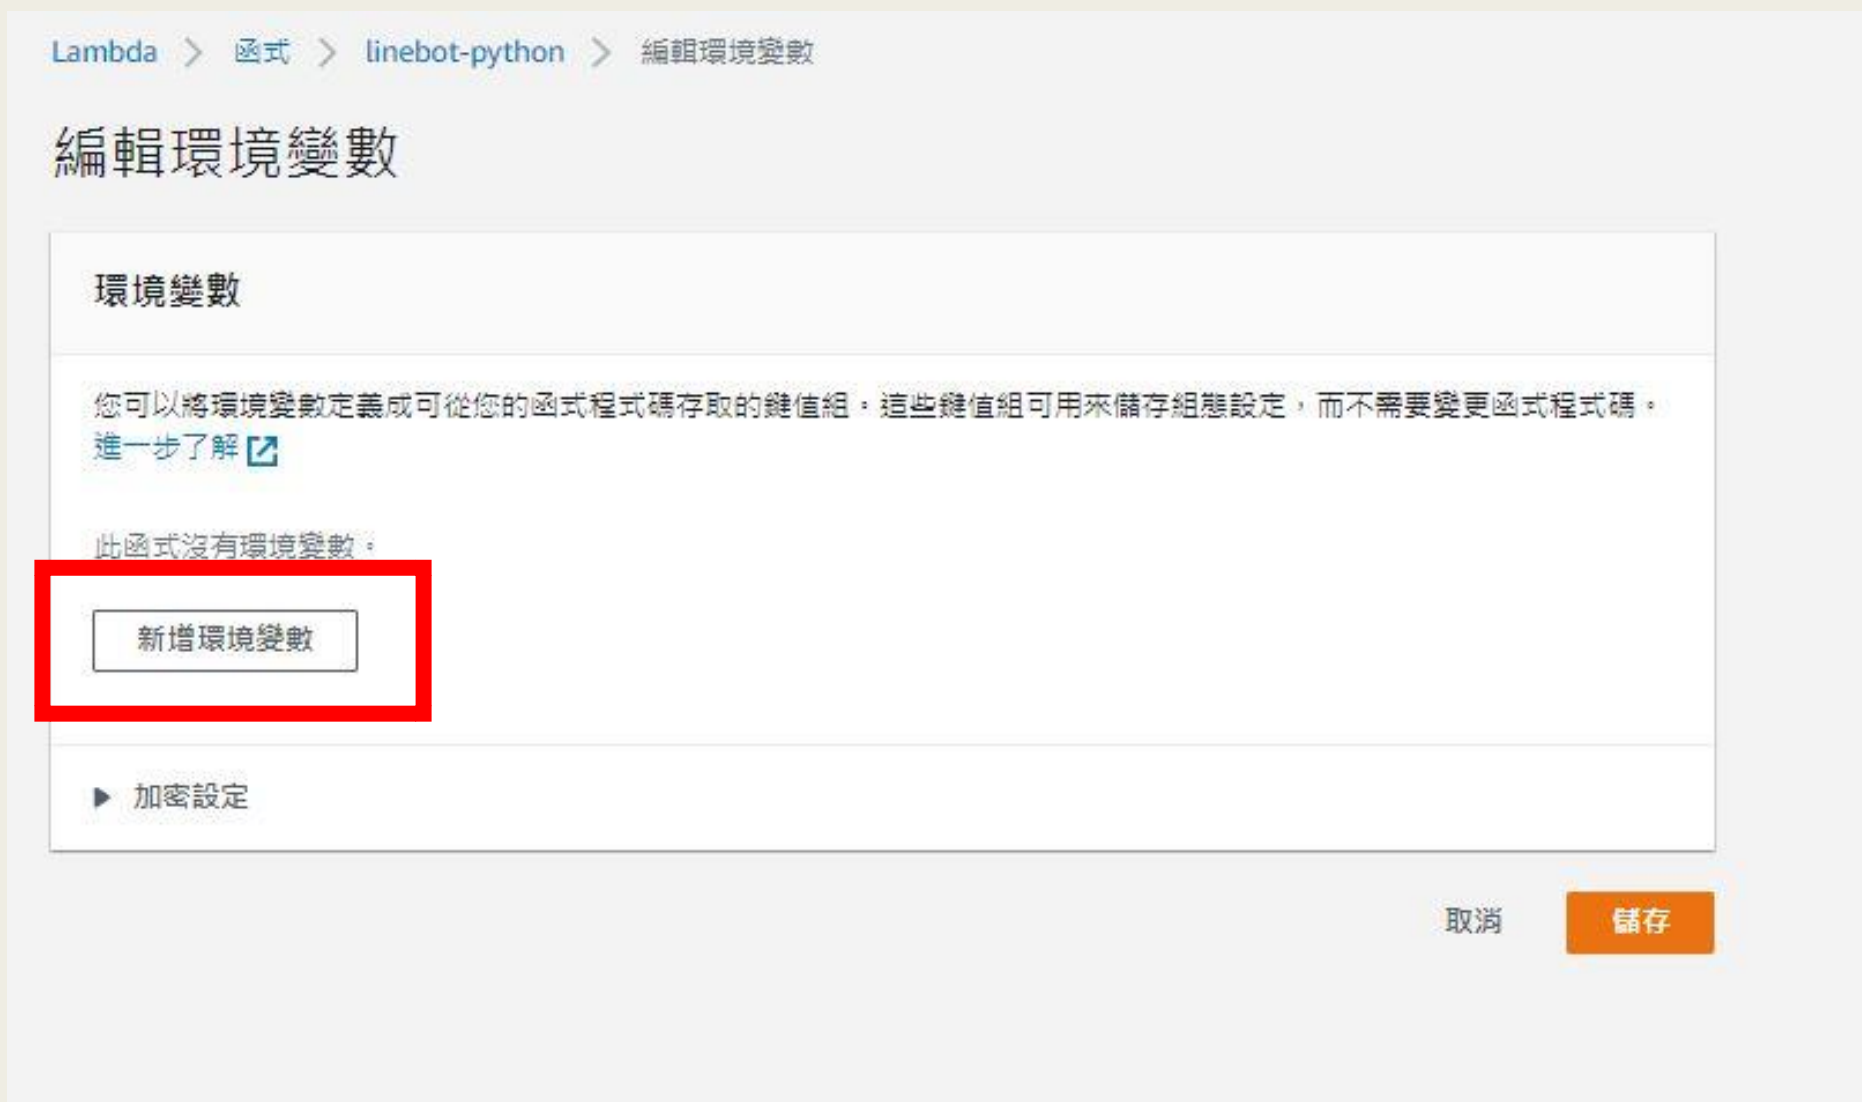 Lambda > 函式 > linebot-python > 編輯環境變數
編輯環境變數
環境變數
您可以將環境變數定義成可從您的函式程式碼存取的鍵值組。這些鍵值組可用來儲存組態設定，而不需要變更函式程式碼。
進一步了解
此函式沒有環境變數。
新增環境變數
加密設定
取消 儲存